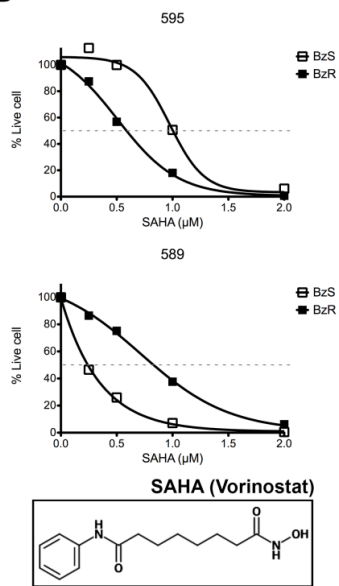 595
BzS
BzR
% Live cell
100
80
60
40
20
0
0.0 0.5 1.0 1.5 2.0
SAHA (µM)
589
BzS
BzR
% Live cell
100
80
60
40
20
0
0.0 0.5 1.0 1.5 2.0
SAHA (µM)
SAHA (Vorinostat)
H
N
O
O
N
H
OH